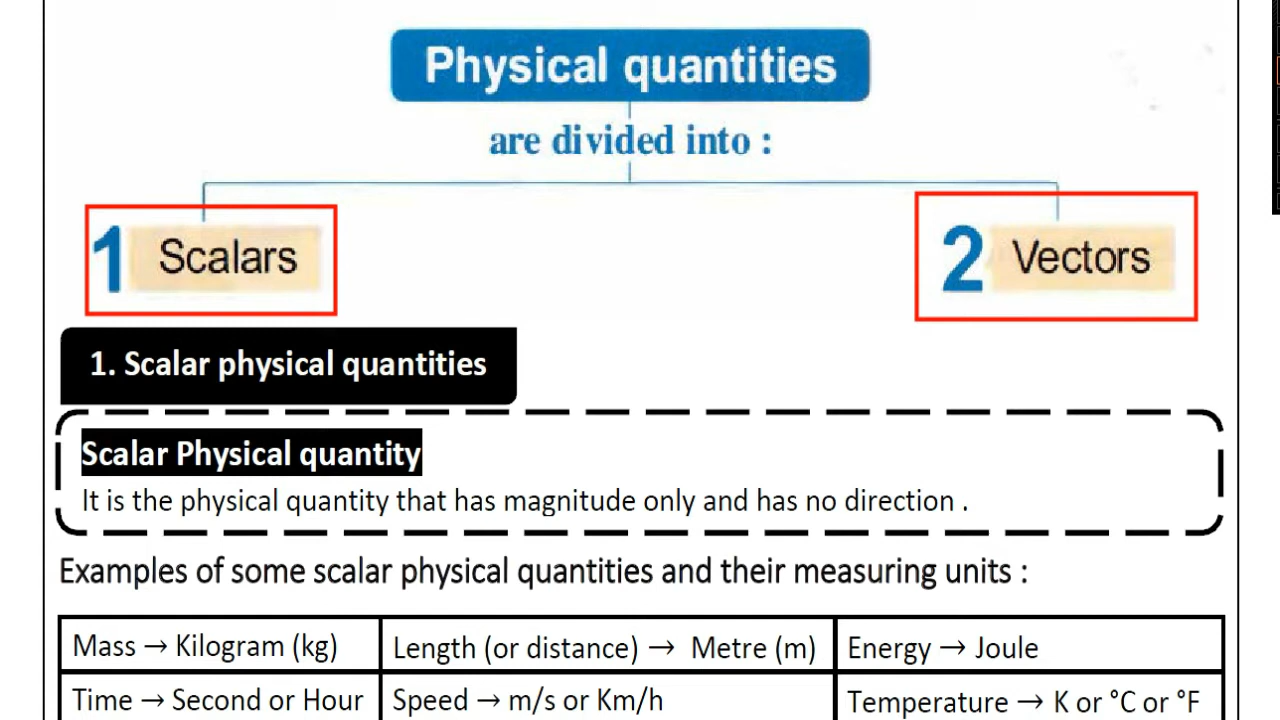 Physical quantities
are divided into :
1 Scalars
2 Vectors
1. Scalar physical quantities
Scalar Physical quantity
It is the physical quantity that has magnitude only and has no direction .
Examples of some scalar physical quantities and their measuring units :
Mass → Kilogram (kg)
Length (or distance) → Metre (m)
Energy → Joule
Time → Second or Hour
Speed → m/s or Km/h
Temperature → K or °C or °F